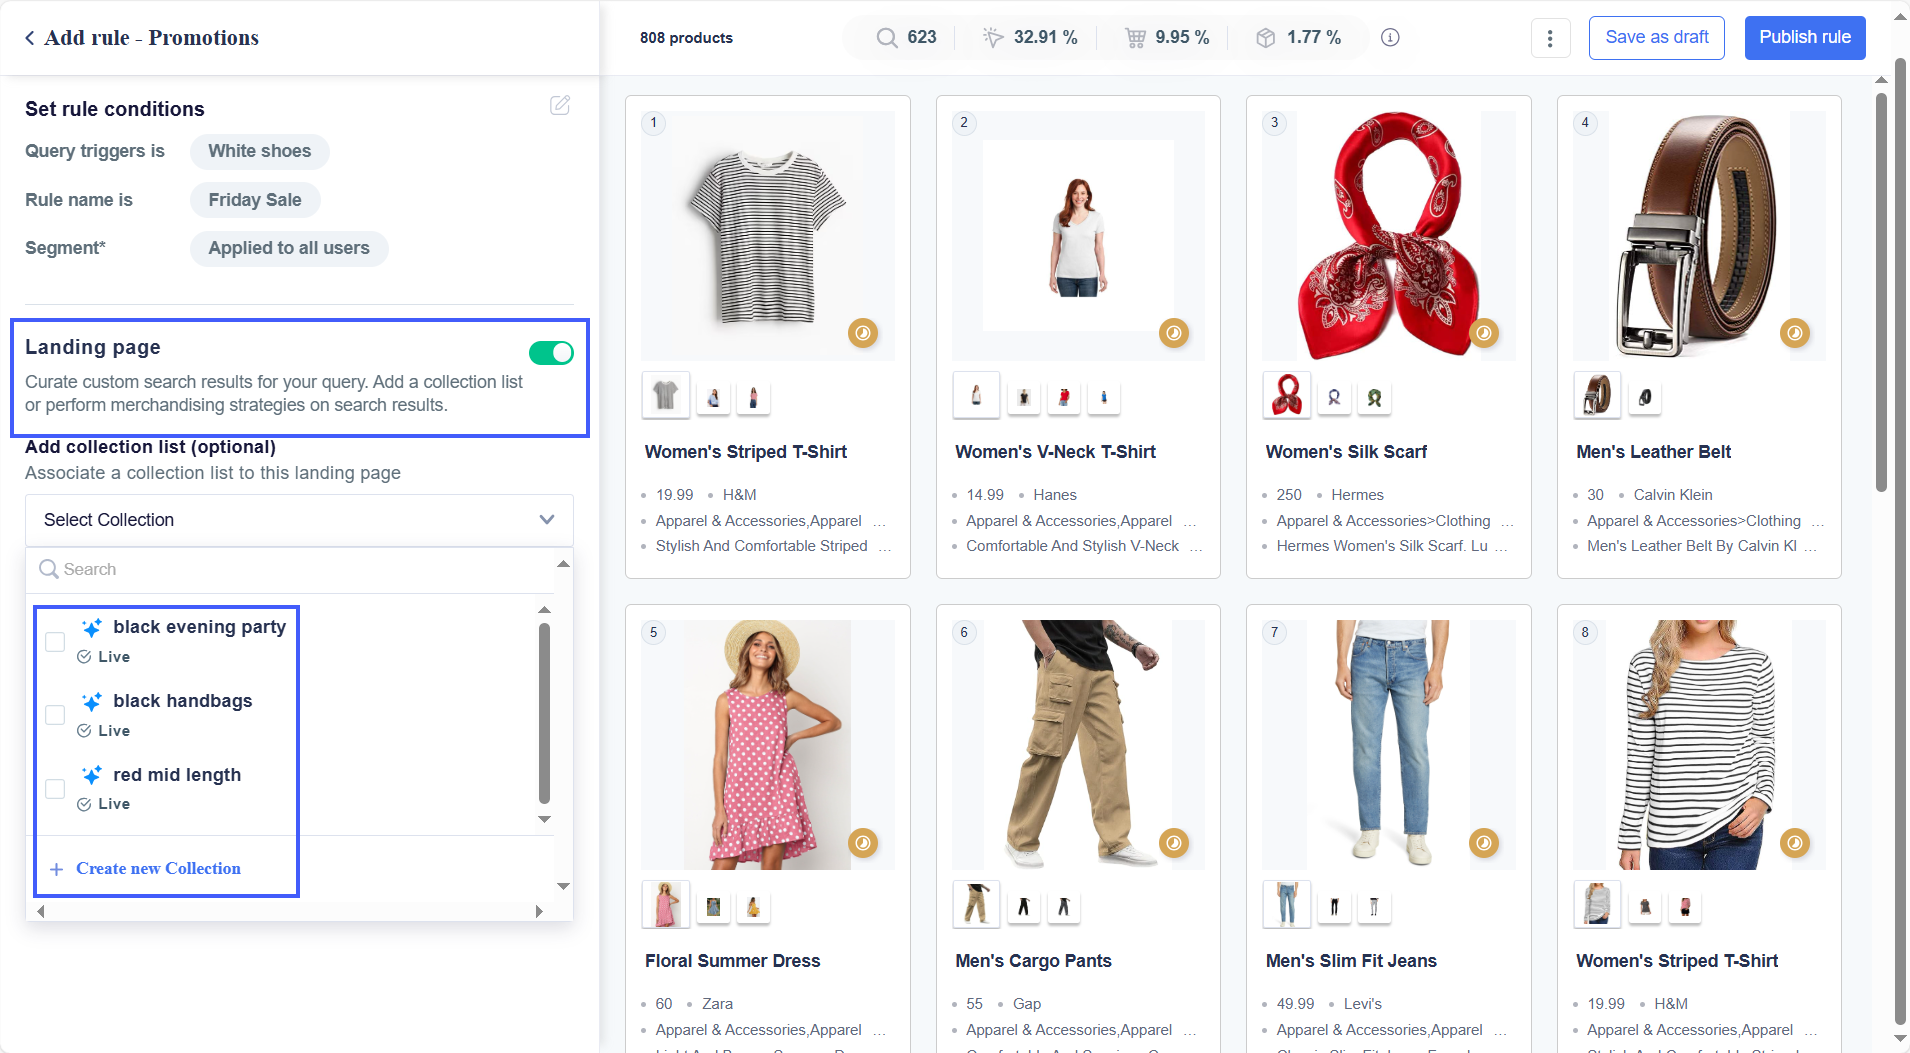 Add rule - Promotions
Set rule conditions
Query triggers is White shoes
Rule name is Friday Sale
Segment* Applied to all users
Landing page
Curate custom search results for your query. Add a collection list
or perform merchandising strategies on search results.
Add collection list (optional)
Associate a collection list to this landing page
Select Collection
Search
black evening party
Live
black handbags
Live
red mid length
Live
+ Create new Collection
808 products 623 32.91 % 9.95 % 1.77 %
Save as draft
Publish rule
1
Women's Striped T-Shirt
19.99 • H&M
Apparel & Accessories,Apparel ...
Stylish And Comfortable Striped ...
2
Women's V-Neck T-Shirt
14.99 • Hanes
Apparel & Accessories,Apparel ...
Comfortable And Stylish V-Neck ...
3
Women's Silk Scarf
250 • Hermes
Apparel & Accessories>Clothing ...
Hermes Women's Silk Scarf. Lu ...
4
Men's Leather Belt
30 • Calvin Klein
Apparel & Accessories>Clothing ...
Men's Leather Belt By Calvin Kl ...
5
Floral Summer Dress
60 • Zara
Apparel & Accessories,Apparel ...
6
Men's Cargo Pants
55 • Gap
Apparel & Accessories,Apparel ...
7
Men's Slim Fit Jeans
49.99 • Levi's
Apparel & Accessories,Apparel ...
8
Women's Striped T-Shirt
19.99 • H&M
Apparel & Accessories,Apparel ...